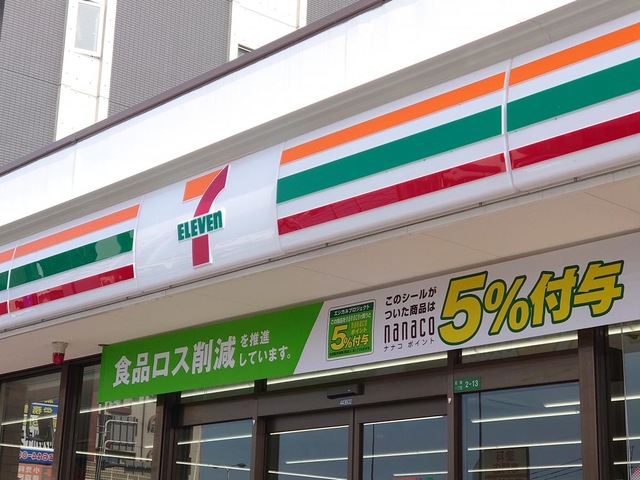 7
ELEVEN
食品ロス削減を推進しています。
エシカルプロジェクト
5%付与
このシールが
ついた商品は
nanaco
ナナコ ポイント
5%付与
2-13